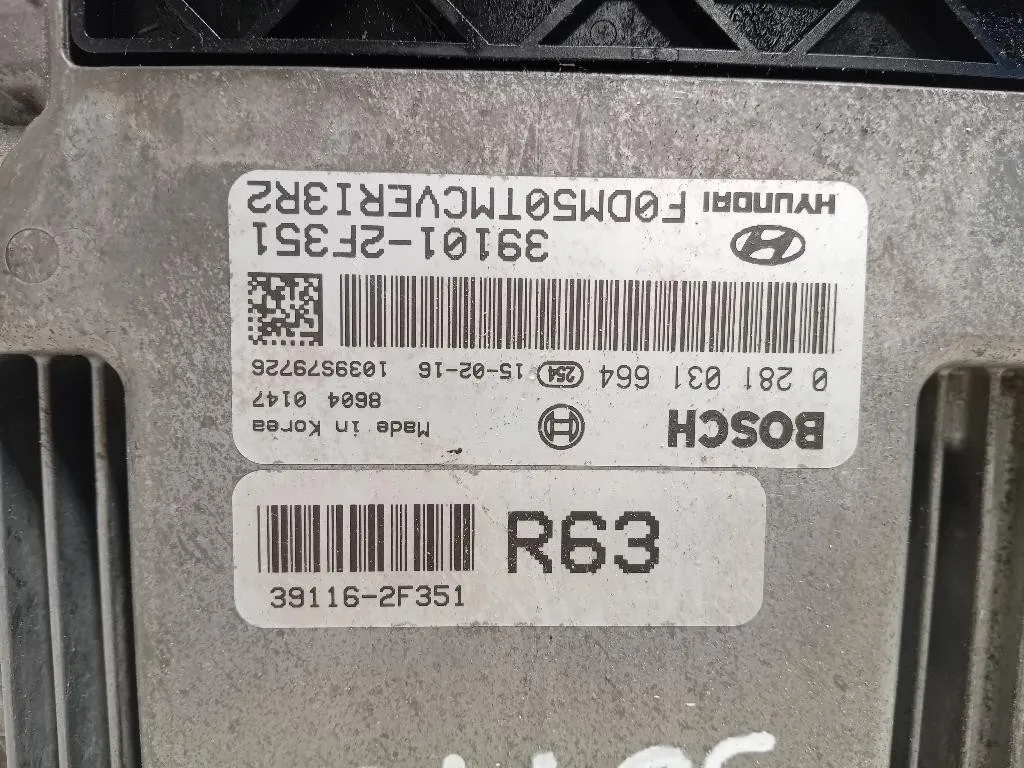 BOSCH Made in Korea
8604 0147
0 281 031 664 254 15-02-16 1039S79726
39101-2F351
HYUNDAI F0DM50TMCVERI3R2
R63
39116-2F351